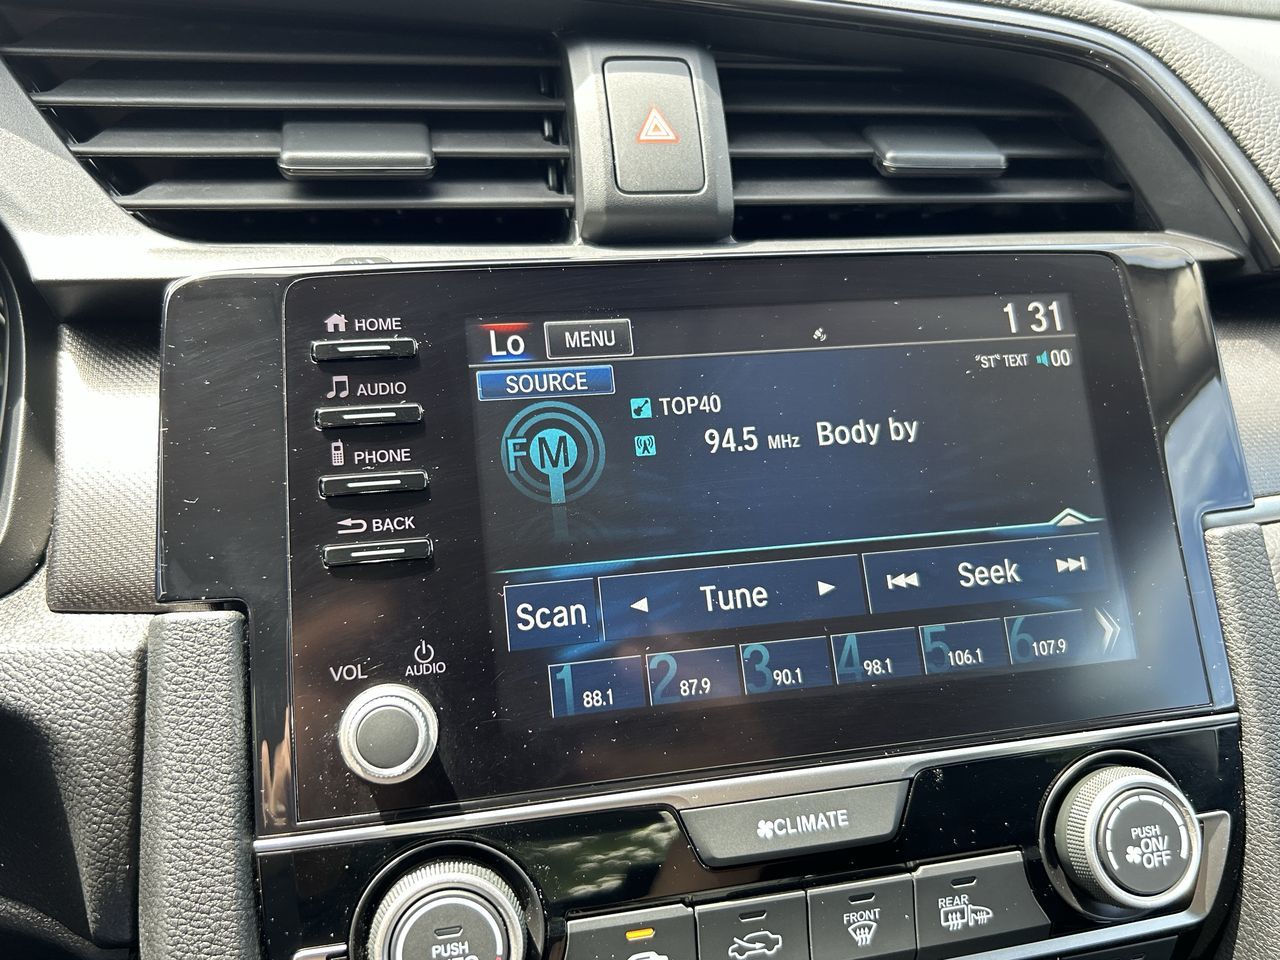 HOME
AUDIO
PHONE
BACK
VOL
AUDIO
Lo
MENU
1 31
"ST" TEXT 00
SOURCE
FM
TOP40
94.5 MHz Body by
Scan
Tune
Seek
1 88.1
2 87.9
3 90.1
4 98.1
5 106.1
6 107.9
CLIMATE
PUSH
ON/
OFF
PUSH
FRONT
REAR